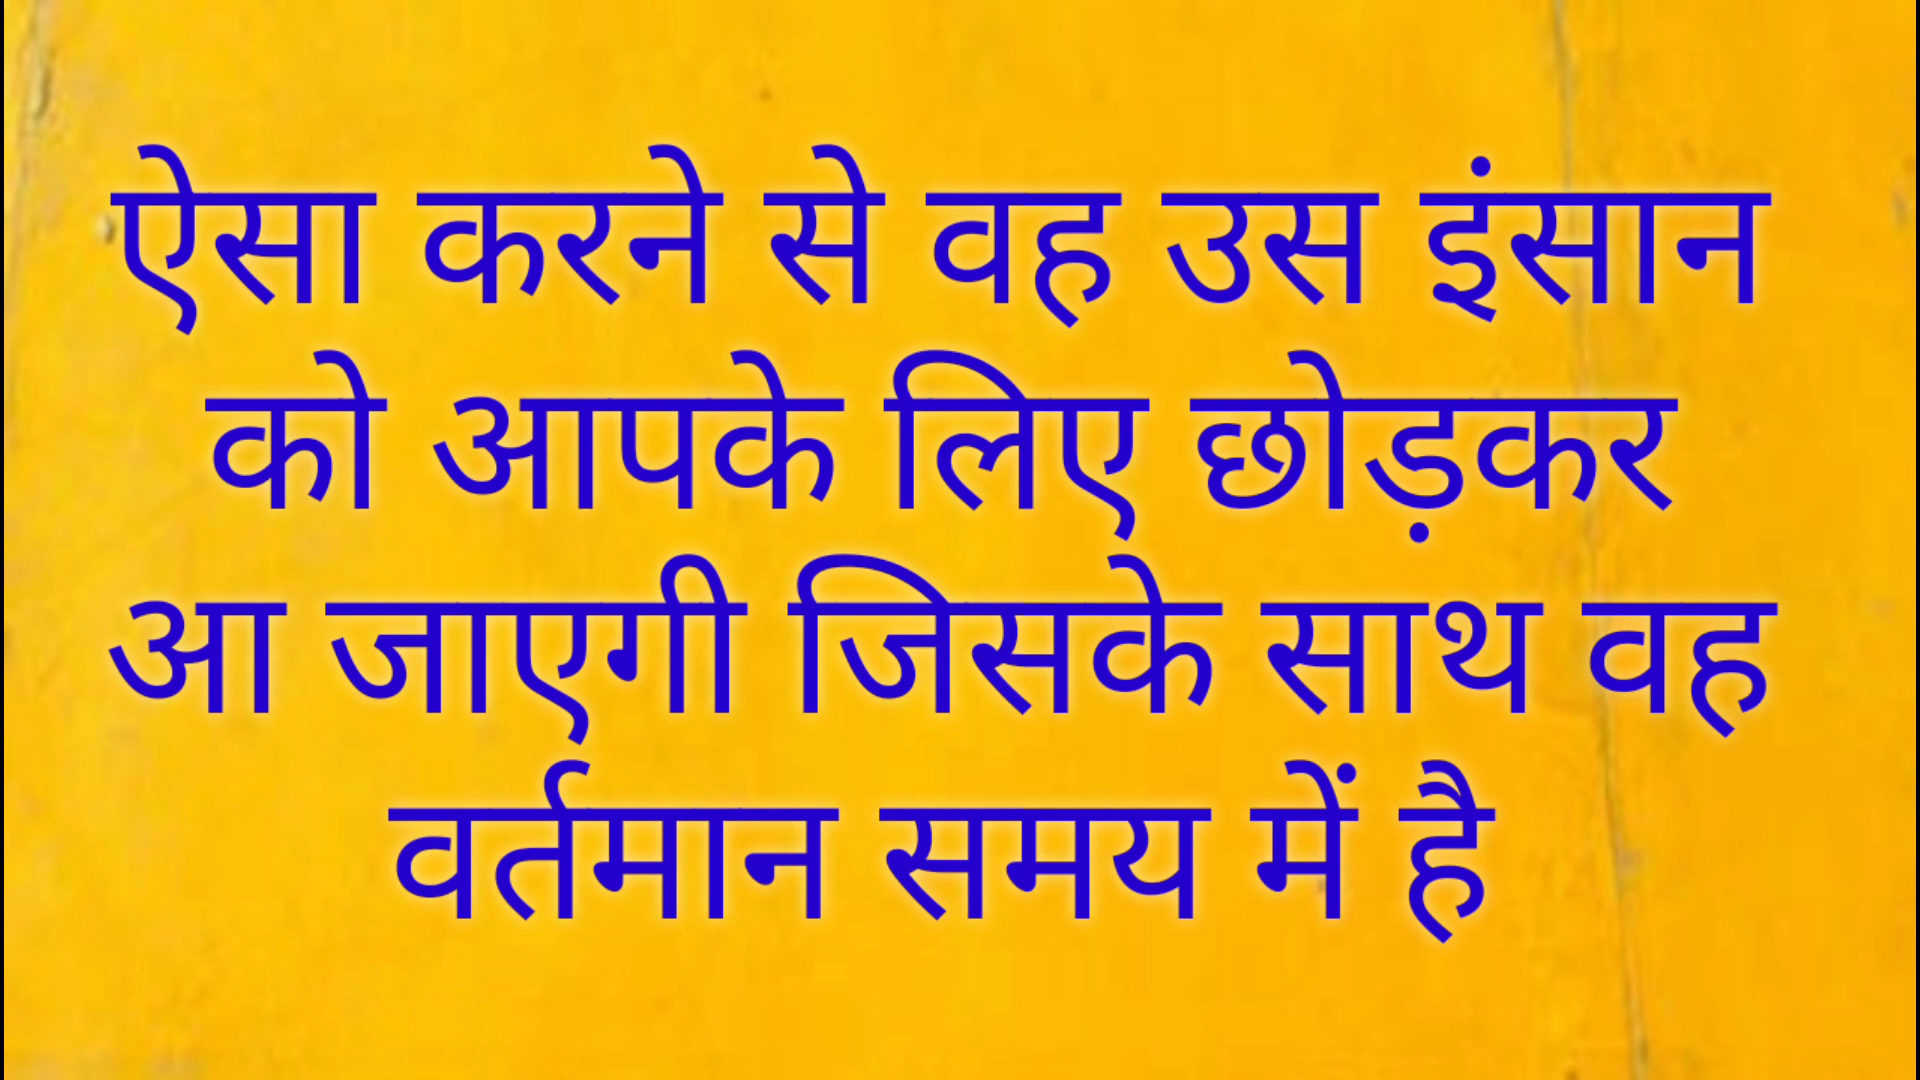 ऐसा करने से वह उस इंसान
को आपके लिए छोड़कर
आ जाएगी जिसके साथ वह
वर्तमान समय में है